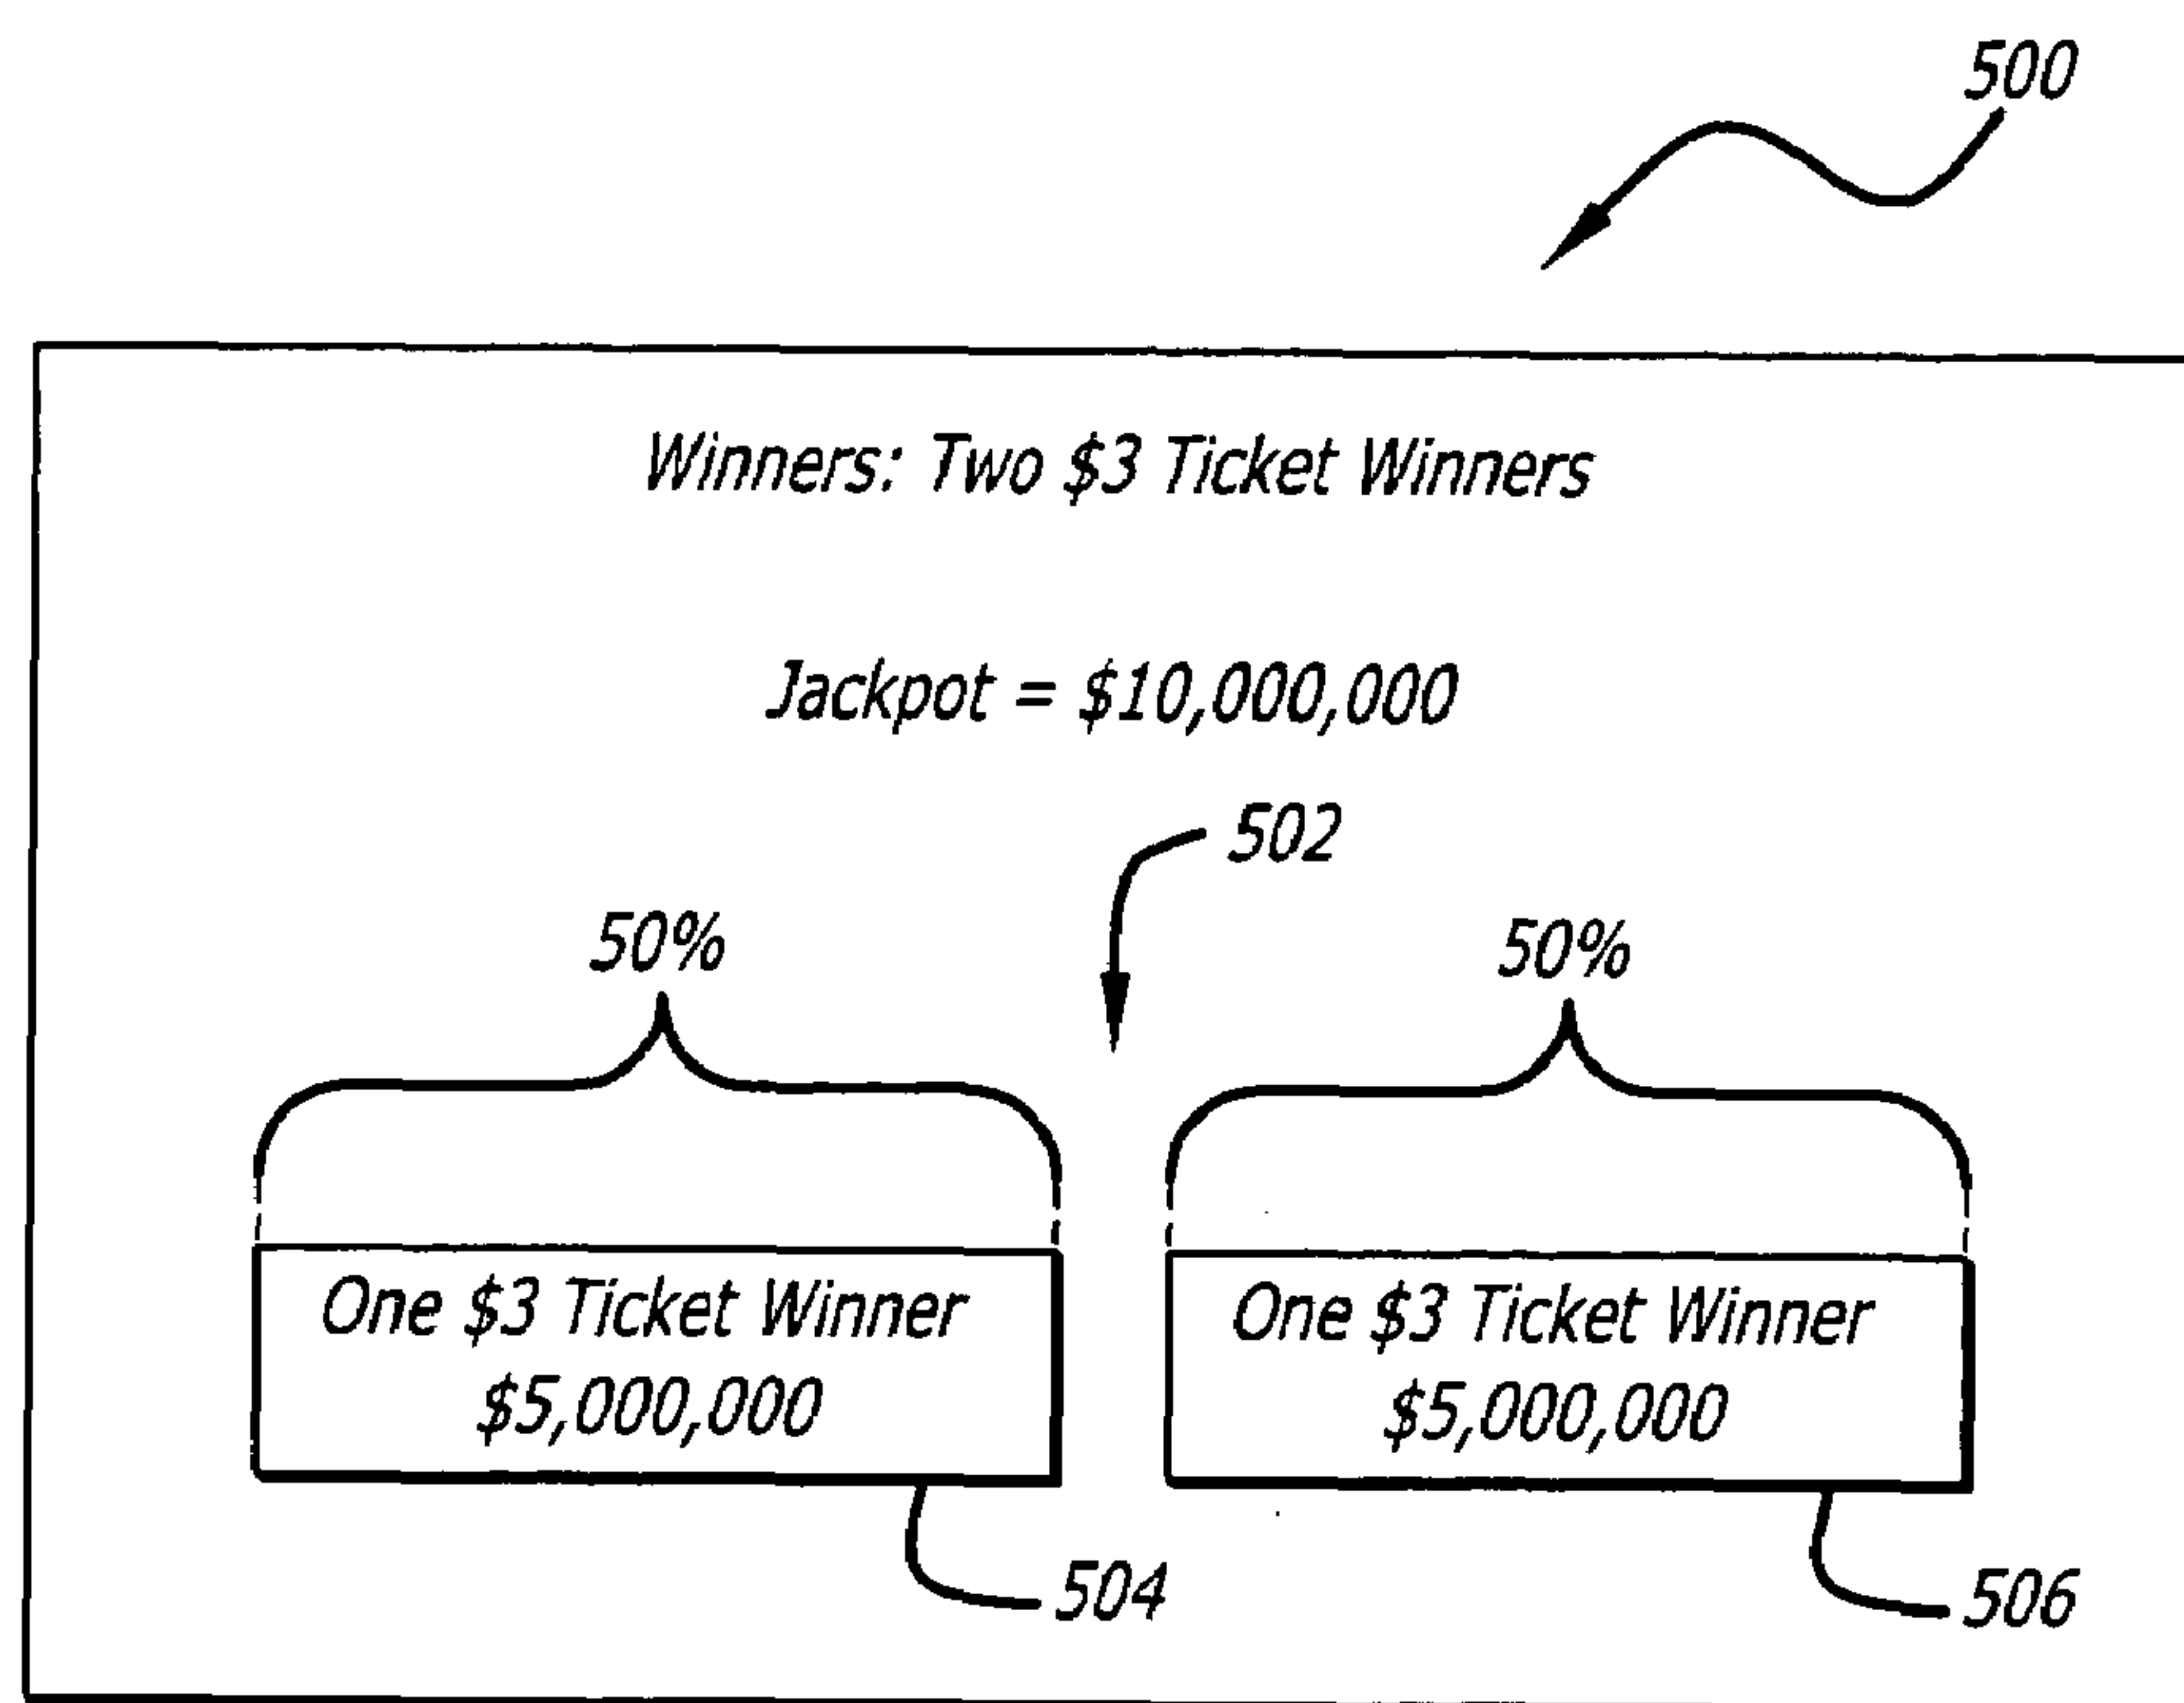 500
Winners: Two $3 Ticket Winners
Jackpot = $10,000,000
502
50%
50%
One $3 Ticket Winner
$5,000,000
One $3 Ticket Winner
$5,000,000
504
506